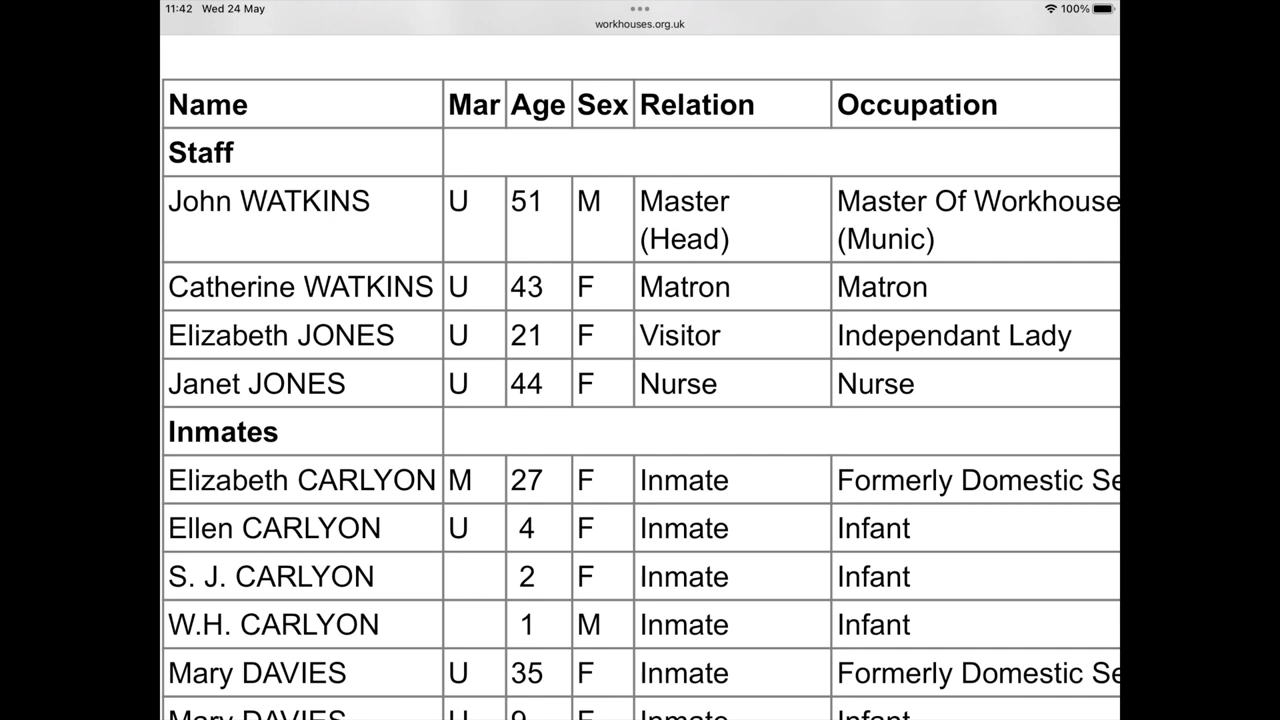 11:42 Wed 24 May
100%
workhouses.org.uk
Name Mar Age Sex Relation Occupation
Staff
John WATKINS U 51 M Master Master Of Workhouse
(Head) (Munic)
Catherine WATKINS U 43 F Matron Matron
Elizabeth JONES U 21 F Visitor Independant Lady
Janet JONES U 44 F Nurse Nurse
Inmates
Elizabeth CARLYON M 27 F Inmate Formerly Domestic Se
Ellen CARLYON U 4 F Inmate Infant
S. J. CARLYON 2 F Inmate Infant
W.H. CARLYON 1 M Inmate Infant
Mary DAVIES U 35 F Inmate Formerly Domestic Se
Mary DAVIES U 9 F Inmate Infant